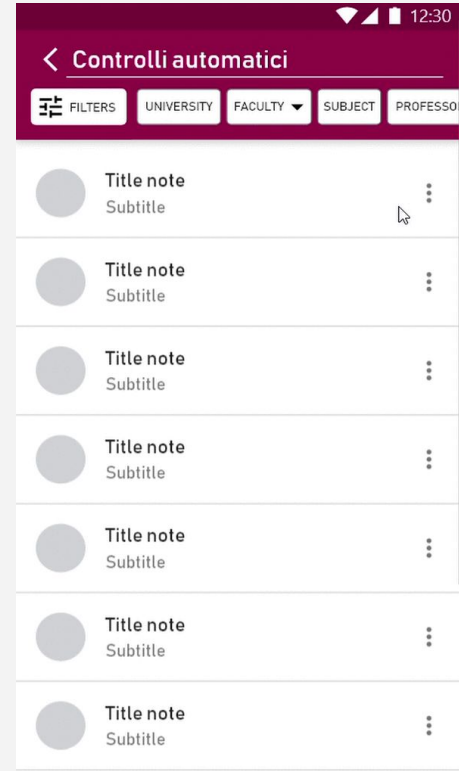 12:30
Controlli automatici
FILTERS UNIVERSITY FACULTY SUBJECT PROFESSO
Title note
Subtitle
Title note
Subtitle
Title note
Subtitle
Title note
Subtitle
Title note
Subtitle
Title note
Subtitle
Title note
Subtitle